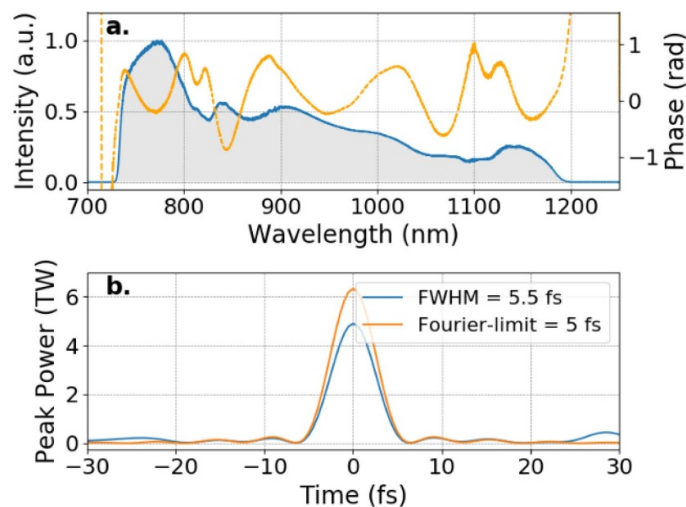 a.
Intensity (a.u.)
1.0
0.5
0.0
1
0
−1
Phase (rad)
700 800 900 1000 1100 1200
Wavelength (nm)
b.
Peak Power (TW)
6
4
2
0
FWHM = 5.5 fs
Fourier-limit = 5 fs
−30 −20 −10 0 10 20 30
Time (fs)